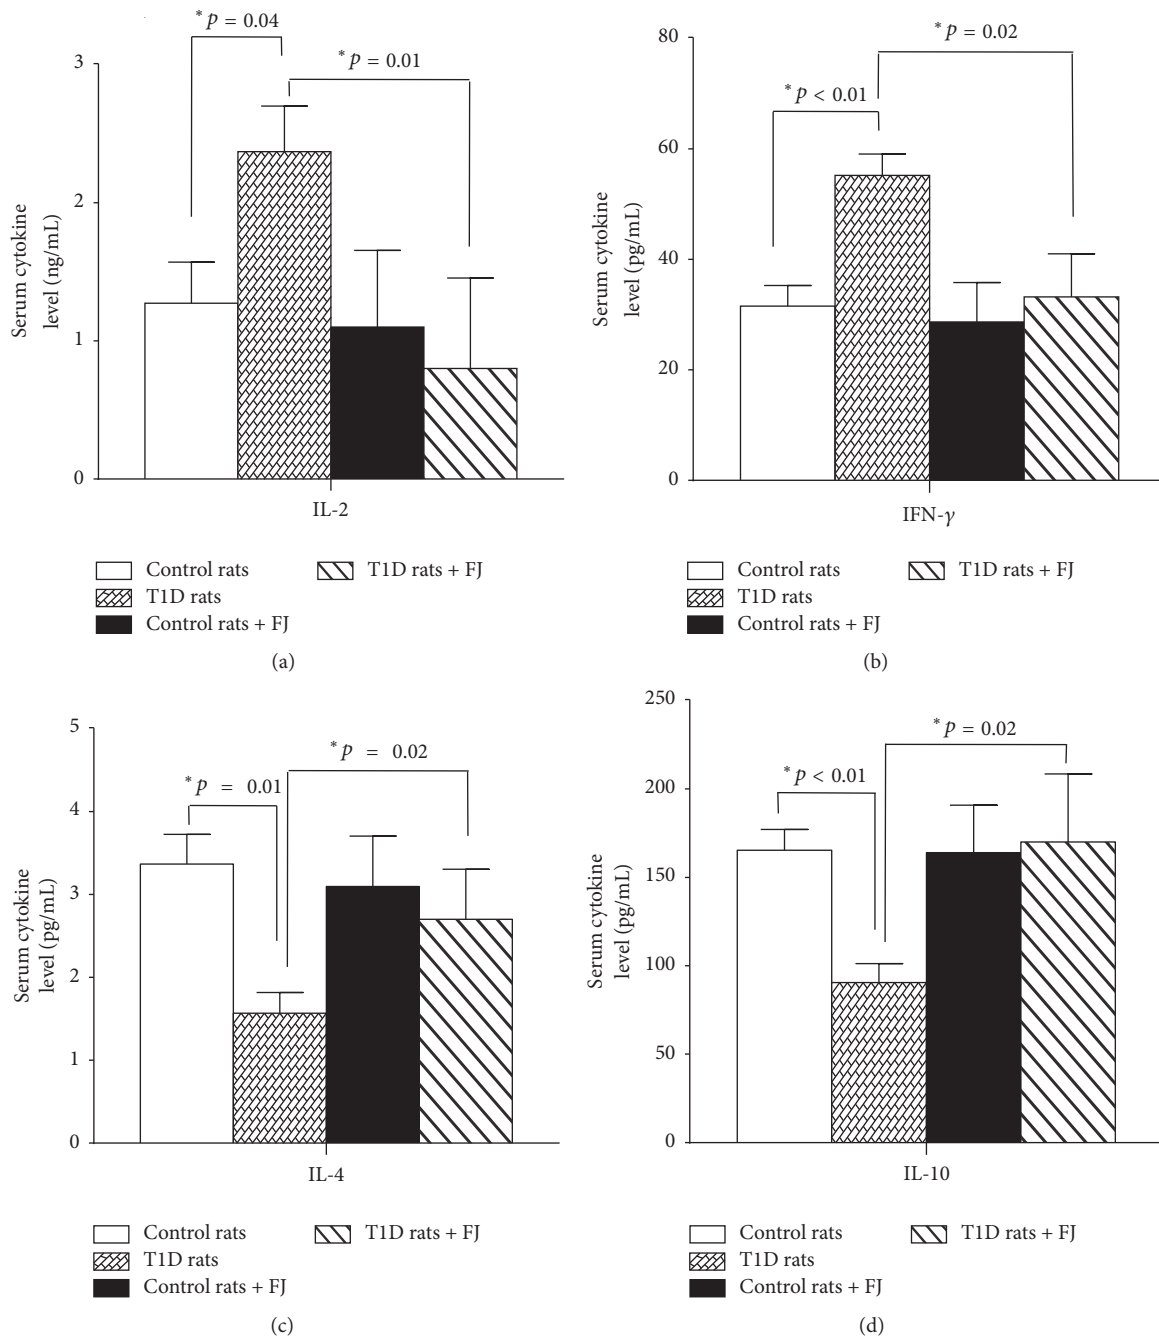 * p = 0.04
* p = 0.01
3
2
1
0
Serum cytokine
level (ng/mL)
IL-2
Control rats
T1D rats
Control rats + FJ
T1D rats + FJ
(a)
* p = 0.02
* p < 0.01
80
60
40
20
0
Serum cytokine
level (pg/mL)
IFN-γ
Control rats
T1D rats
Control rats + FJ
T1D rats + FJ
(b)
* p = 0.02
* p = 0.01
5
4
3
2
1
0
Serum cytokine
level (pg/mL)
IL-4
Control rats
T1D rats
Control rats + FJ
T1D rats + FJ
(c)
* p = 0.02
* p < 0.01
250
200
150
100
50
0
Serum cytokine
level (pg/mL)
IL-10
Control rats
T1D rats
Control rats + FJ
T1D rats + FJ
(d)